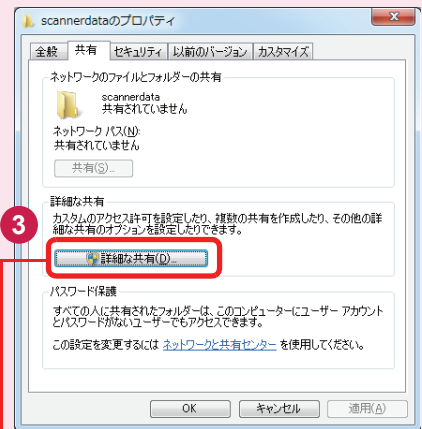 scannerdataのプロパティ
全般 共有 セキュリティ 以前のバージョン カスタマイズ
ネットワークのファイルとフォルダーの共有
scannerdata
共有されていません
ネットワーク パス(N):
共有されていません
共有(S)...
詳細な共有
3
カスタムのアクセス許可を設定したり、複数の共有を作成したり、その他の詳
細な共有のオプションを設定したりできます。
詳細な共有(D)...
パスワード保護
すべての人に共有されたフォルダーは、このコンピューターにユーザー アカウント
とパスワードがないユーザーでもアクセスできます。
この設定を変更するには ネットワークと共有センター を使用してください。
OK キャンセル 適用(A)